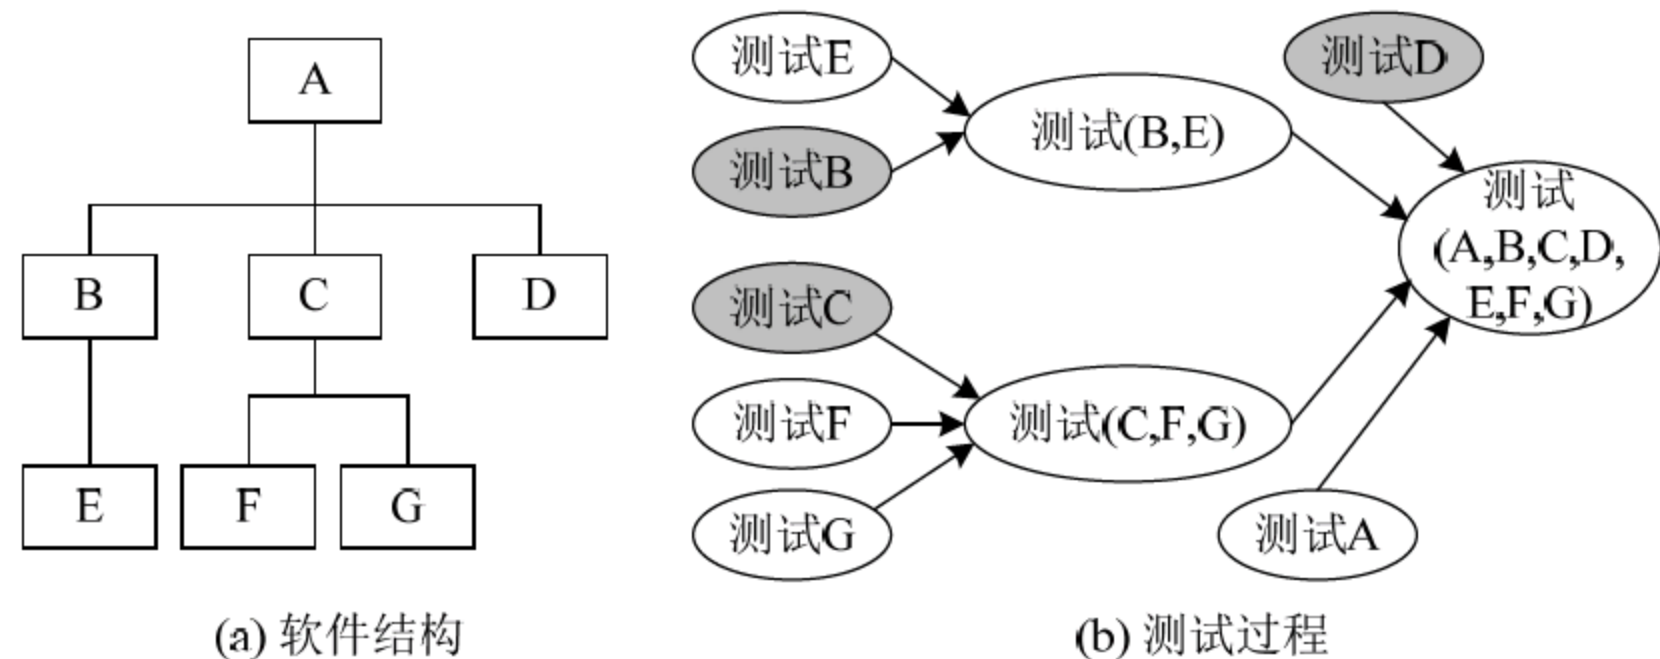 A
B
C
D
E
F
G
(a) 软件结构
测试E
测试B
测试(B,E)
测试D
测试
(A,B,C,D,
E,F,G)
测试C
测试F
测试G
测试(C,F,G)
测试A
(b) 测试过程